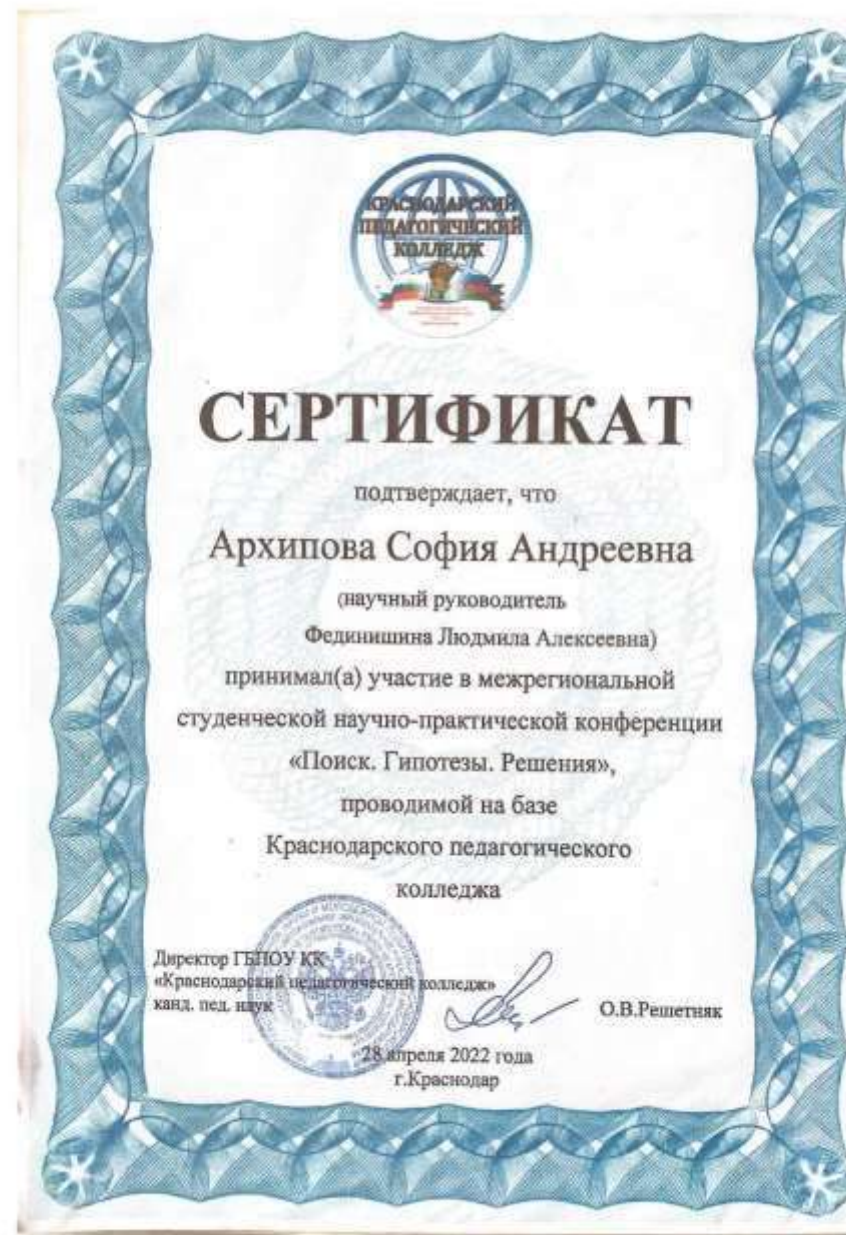 КРАСНОДАРСКИЙ
ПЕДАГОГИЧЕСКИЙ
КОЛЛЕДЖ
СЕРТИФИКАТ
подтверждает, что
Архипова София Андреевна
(научный руководитель
Фединишина Людмила Алексеевна)
принимал(а) участие в межрегиональной
студенческой научно-практической конференции
«Поиск. Гипотезы. Решения»,
проводимой на базе
Краснодарского педагогического
колледжа
Директор ГБПОУ КК
«Краснодарский педагогический колледж»
канд. пед. наук
О.В.Решетняк
28 апреля 2022 года
г.Краснодар